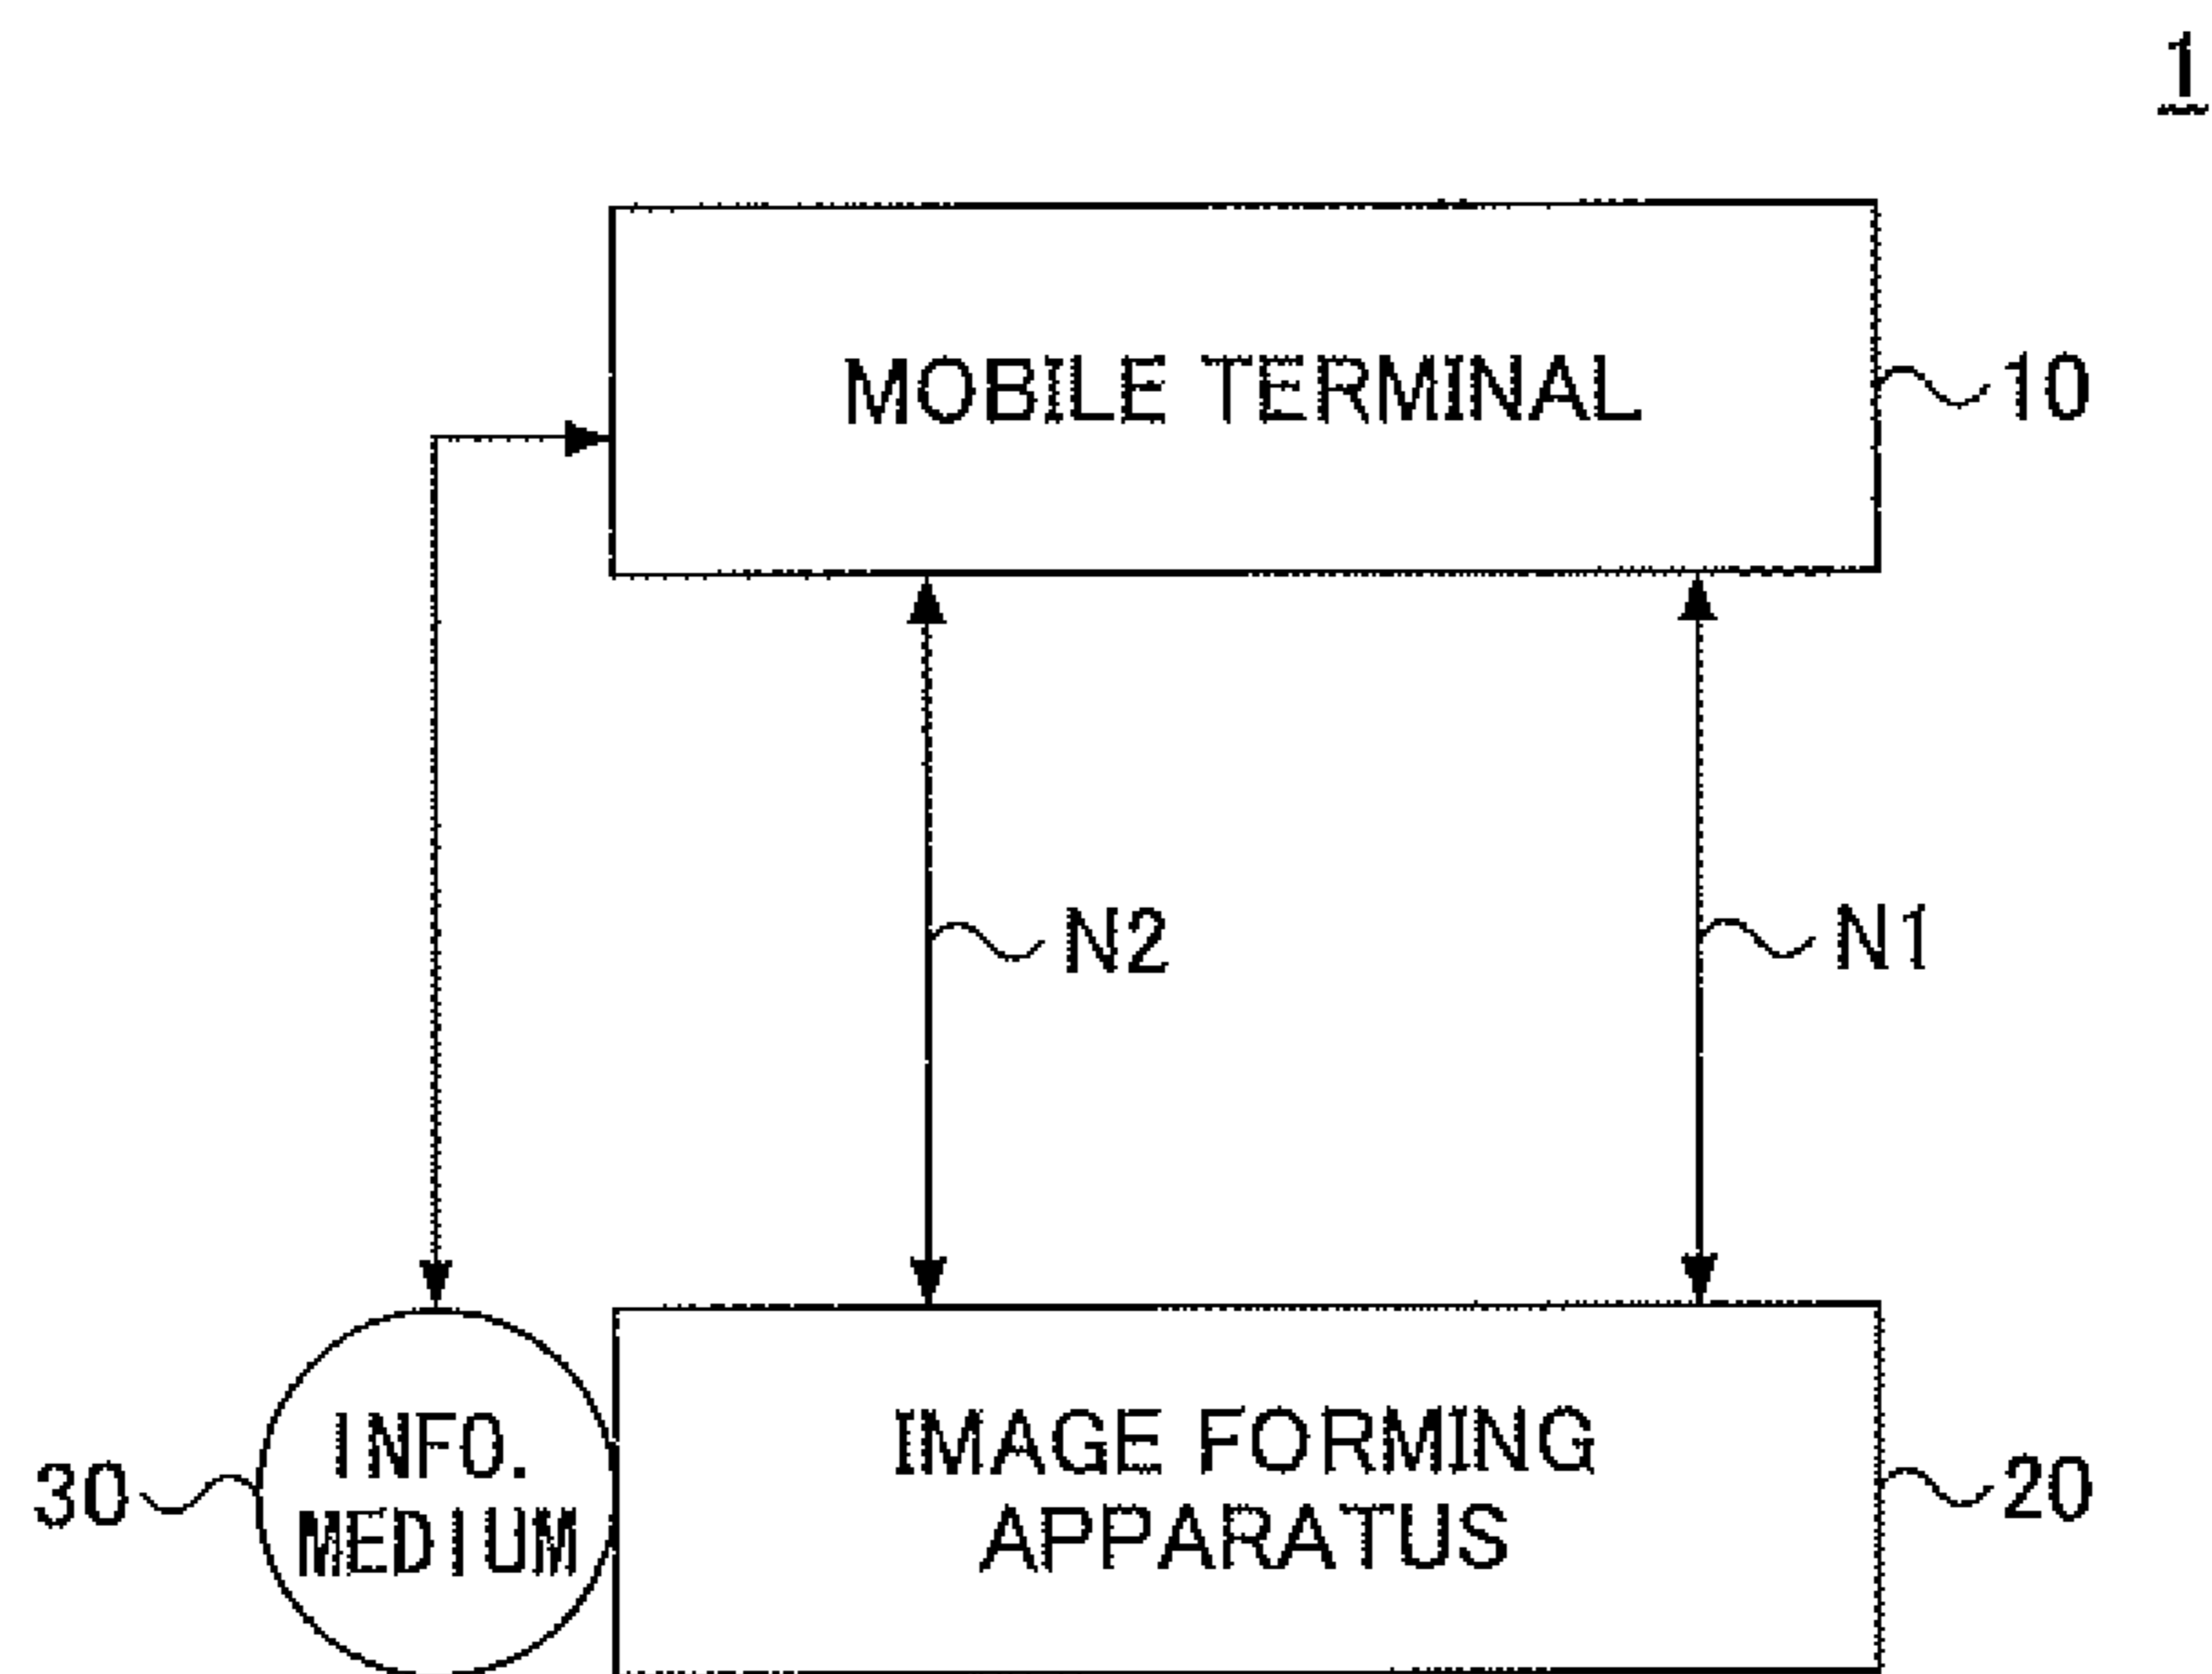 1
MOBILE TERMINAL
10
N2
N1
INFO.
MEDIUM
30
IMAGE FORMING
APPARATUS
20